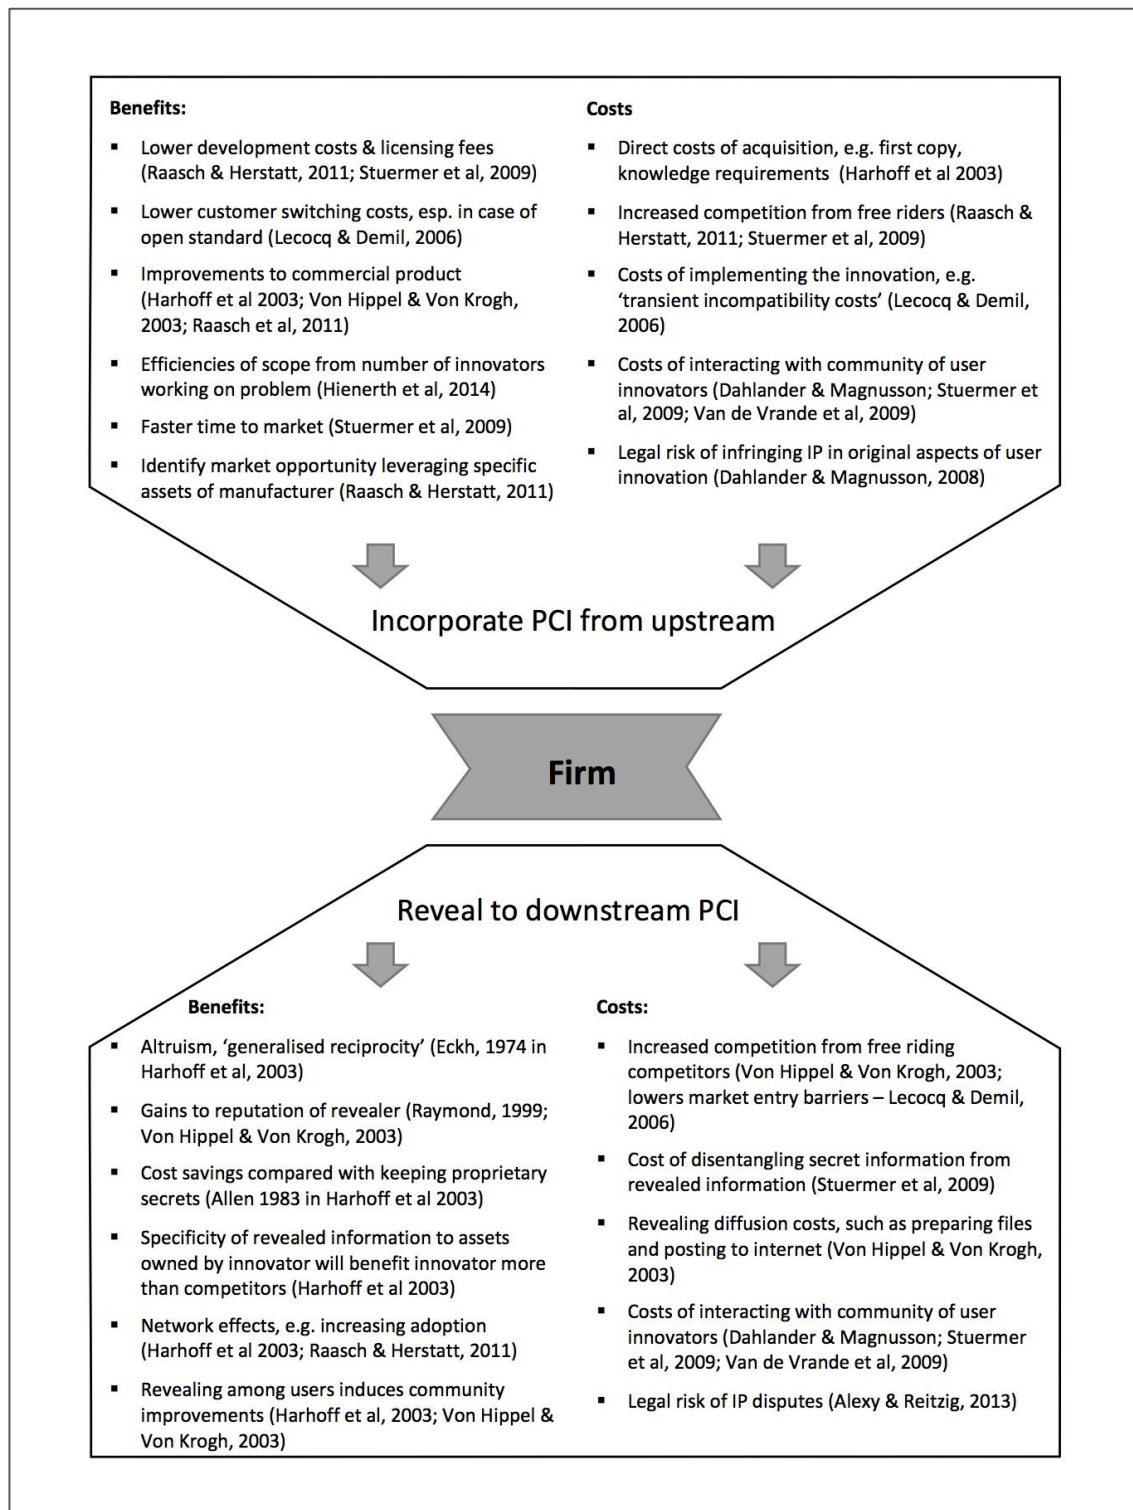 Benefits:
▪ Lower development costs & licensing fees
(Raasch & Herstatt, 2011; Stuermer et al, 2009)
▪ Lower customer switching costs, esp. in case of
open standard (Lecocq & Demil, 2006)
▪ Improvements to commercial product
(Harhoff et al 2003; Von Hippel & Von Krogh,
2003; Raasch et al, 2011)
▪ Efficiencies of scope from number of innovators
working on problem (Hienerth et al, 2014)
▪ Faster time to market (Stuermer et al, 2009)
▪ Identify market opportunity leveraging specific
assets of manufacturer (Raasch & Herstatt, 2011)
Costs
▪ Direct costs of acquisition, e.g. first copy,
knowledge requirements (Harhoff et al 2003)
▪ Increased competition from free riders (Raasch &
Herstatt, 2011; Stuermer et al, 2009)
▪ Costs of implementing the innovation, e.g.
‘transient incompatibility costs’ (Lecocq & Demil,
2006)
▪ Costs of interacting with community of user
innovators (Dahlander & Magnusson; Stuermer et
al, 2009; Van de Vrande et al, 2009)
▪ Legal risk of infringing IP in original aspects of user
innovation (Dahlander & Magnusson, 2008)
Incorporate PCI from upstream
Firm
Reveal to downstream PCI
Benefits:
▪ Altruism, ‘generalised reciprocity’ (Eckh, 1974 in
Harhoff et al, 2003)
▪ Gains to reputation of revealer (Raymond, 1999;
Von Hippel & Von Krogh, 2003)
▪ Cost savings compared with keeping proprietary
secrets (Allen 1983 in Harhoff et al 2003)
▪ Specificity of revealed information to assets
owned by innovator will benefit innovator more
than competitors (Harhoff et al 2003)
▪ Network effects, e.g. increasing adoption
(Harhoff et al 2003; Raasch & Herstatt, 2011)
▪ Revealing among users induces community
improvements (Harhoff et al, 2003; Von Hippel &
Von Krogh, 2003)
Costs:
▪ Increased competition from free riding
competitors (Von Hippel & Von Krogh, 2003;
lowers market entry barriers – Lecocq & Demil,
2006)
▪ Cost of disentangling secret information from
revealed information (Stuermer et al, 2009)
▪ Revealing diffusion costs, such as preparing files
and posting to internet (Von Hippel & Von Krogh,
2003)
▪ Costs of interacting with community of user
innovators (Dahlander & Magnusson; Stuermer
et al, 2009; Van de Vrande et al, 2009)
▪ Legal risk of IP disputes (Alexy & Reitzig, 2013)